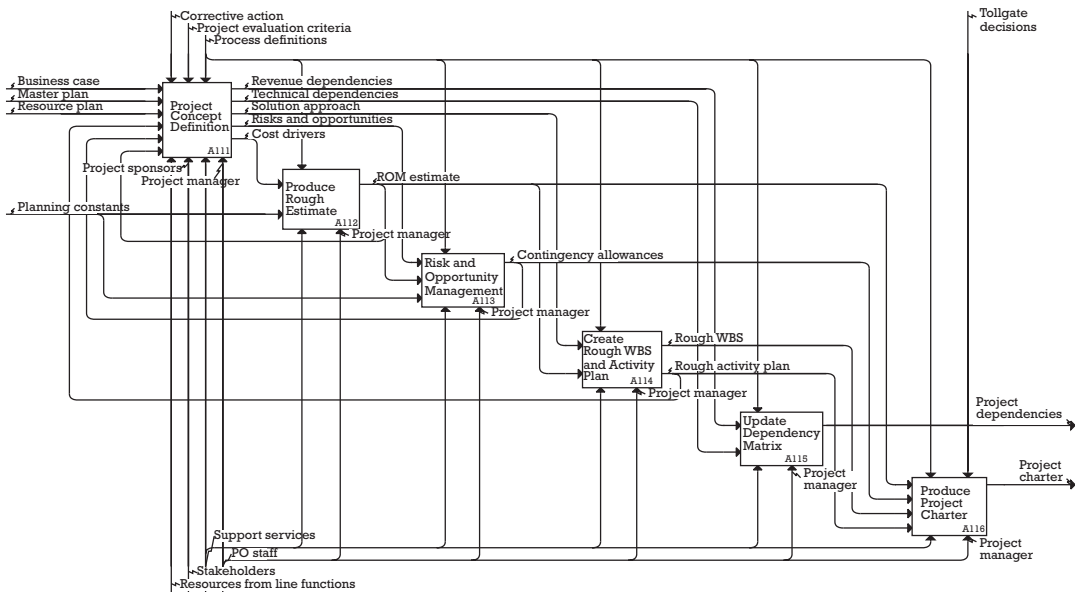 Corrective action
Project evaluation criteria
Process definitions
Tollgate
decisions
Business case
Master plan
Resource plan
Project
Concept
Definition
A111
Revenue dependencies
Technical dependencies
Solution approach
Risks and opportunities
Cost drivers
Project sponsors
Project manager
Planning constants
Produce
Rough
Estimate
A112
ROM estimate
Project manager
Risk and
Opportunity
Management
A113
Contingency allowances
Project manager
Create
Rough WBS
and Activity
Plan
A114
Rough WBS
Rough activity plan
Project manager
Update
Dependency
Matrix
A115
Project
dependencies
Project
manager
Produce
Project
Charter
A116
Project
charter
Project
manager
Support services
PO staff
Stakeholders
Resources from line functions